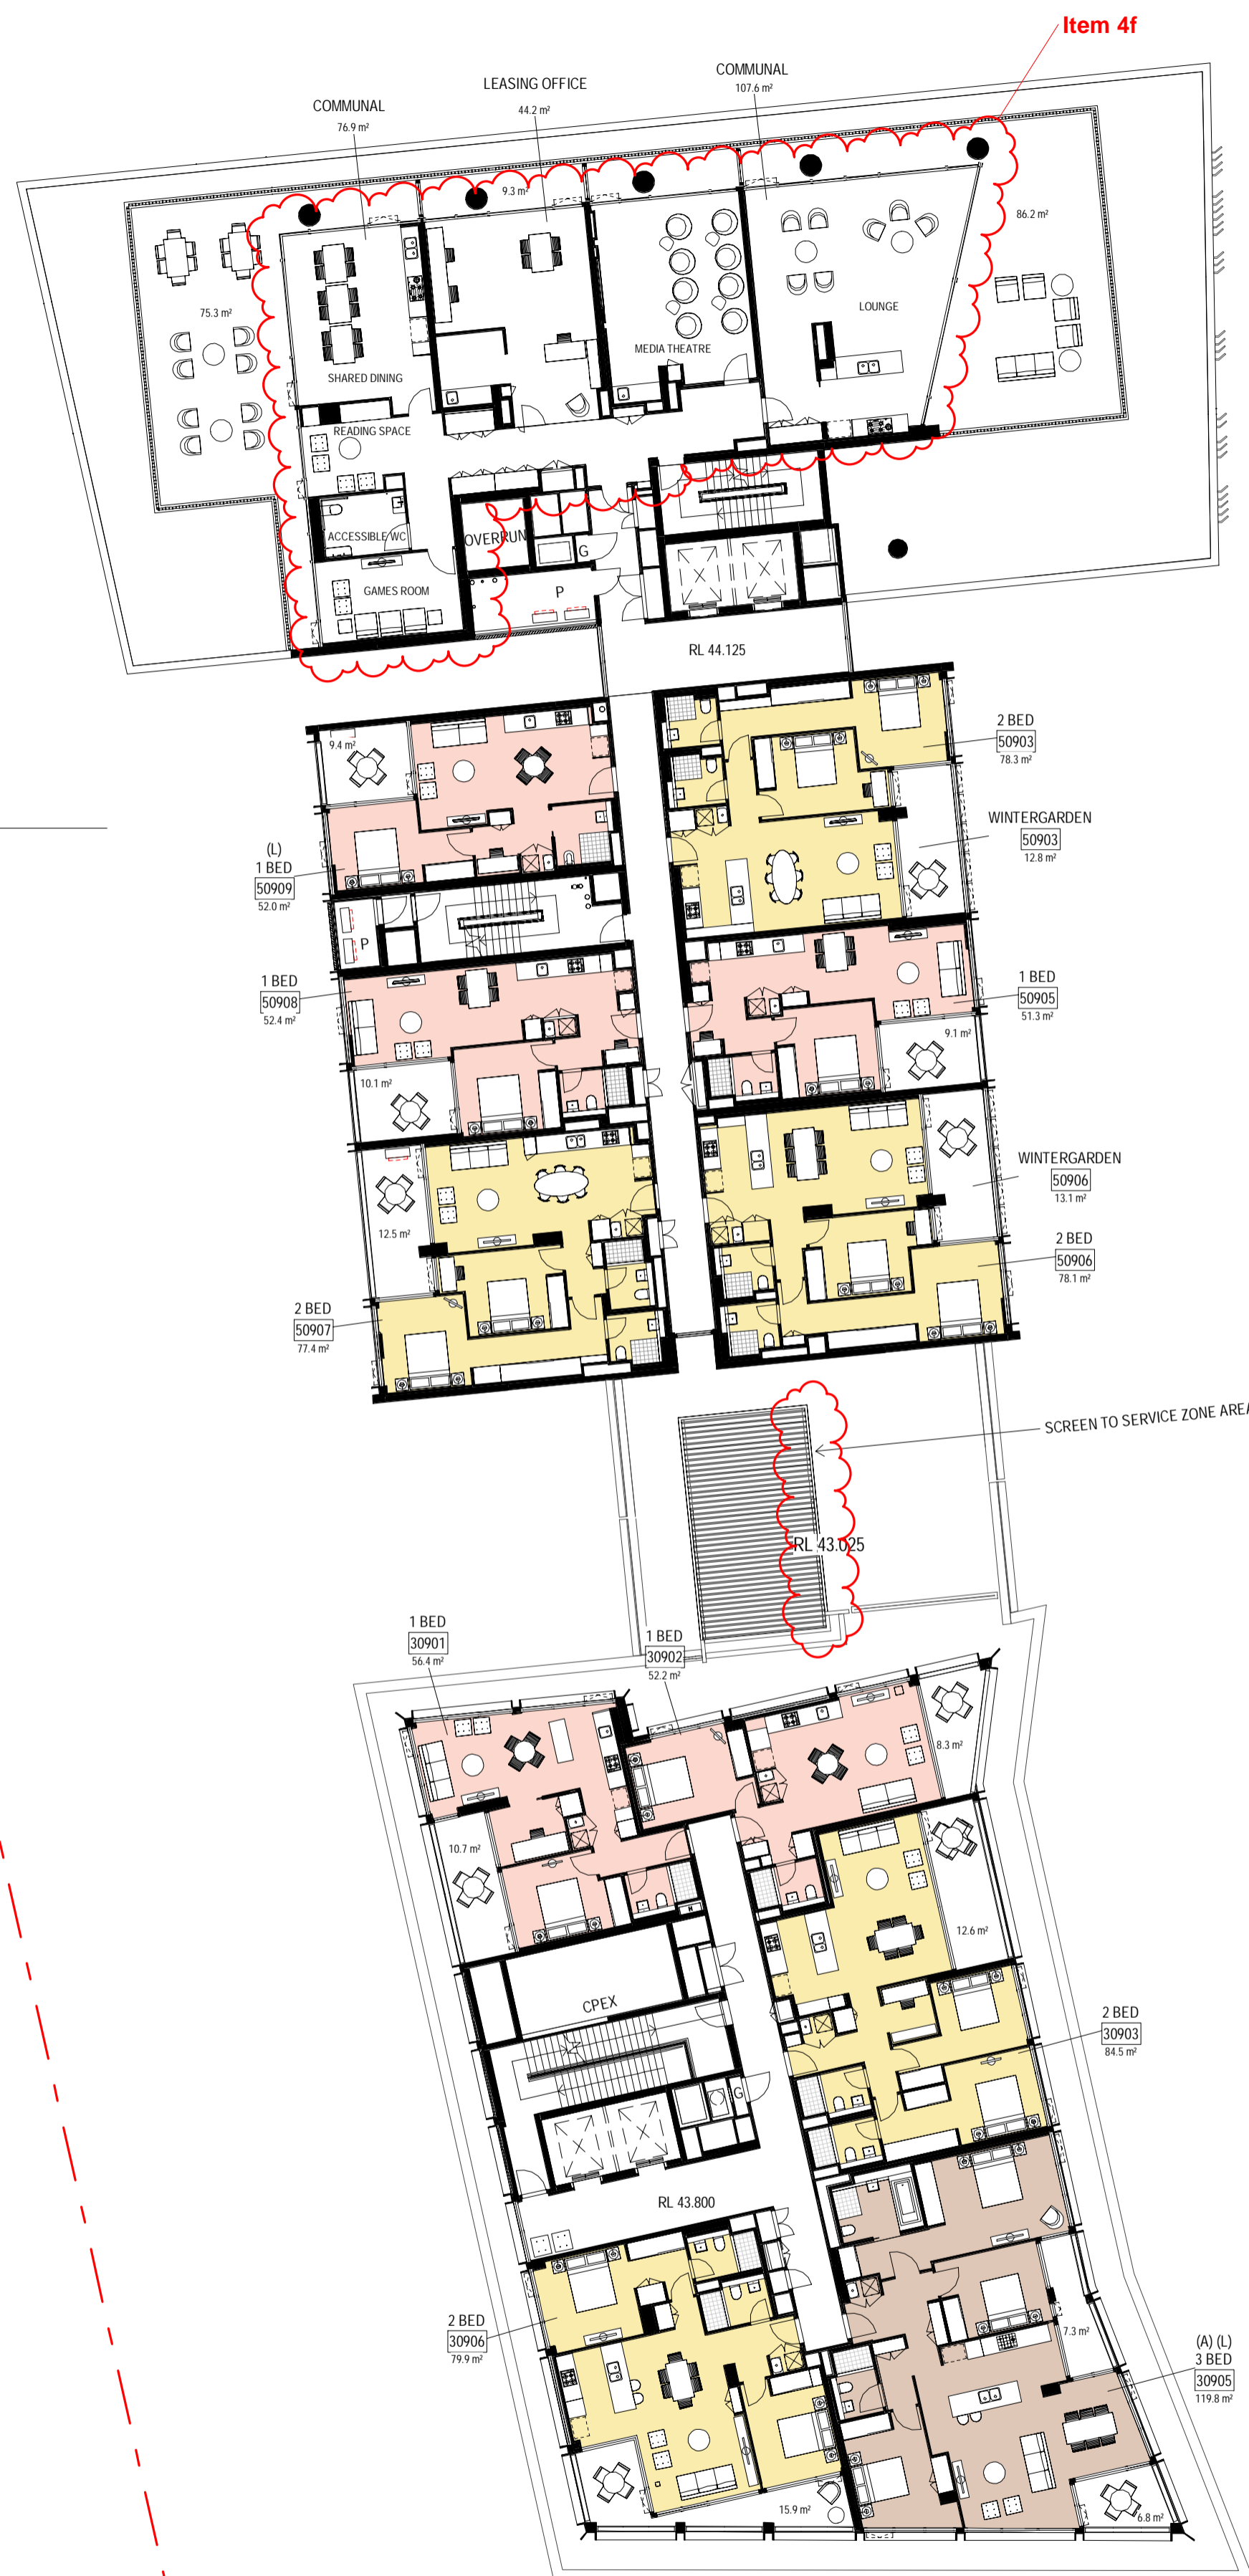 Item 4f
COMMUNAL
107.6 m²
LEASING OFFICE
44.2 m²
COMMUNAL
76.9 m²
9.3 m²
86.2 m²
75.3 m²
LOUNGE
MEDIA THEATRE
SHARED DINING
READING SPACE
ACCESSIBLE WC
OVERRUN
G
GAMES ROOM
P
RL 44.125
9.4 m²
2 BED
50903
78.3 m²
WINTERGARDEN
50903
12.8 m²
(L)
1 BED
50909
52.0 m²
P
1 BED
50908
52.4 m²
1 BED
50905
51.3 m²
9.1 m²
10.1 m²
WINTERGARDEN
50906
13.1 m²
12.5 m²
2 BED
50906
78.1 m²
2 BED
50907
77.4 m²
SCREEN TO SERVICE ZONE AREA
RL 43.025
1 BED
30901
56.4 m²
1 BED
30902
52.2 m²
8.3 m²
10.7 m²
12.6 m²
CPEX
2 BED
30903
84.5 m²
G
RL 43.800
2 BED
30906
79.9 m²
7.3 m²
(A) (L)
3 BED
30905
119.8 m²
15.9 m²
6.8 m²